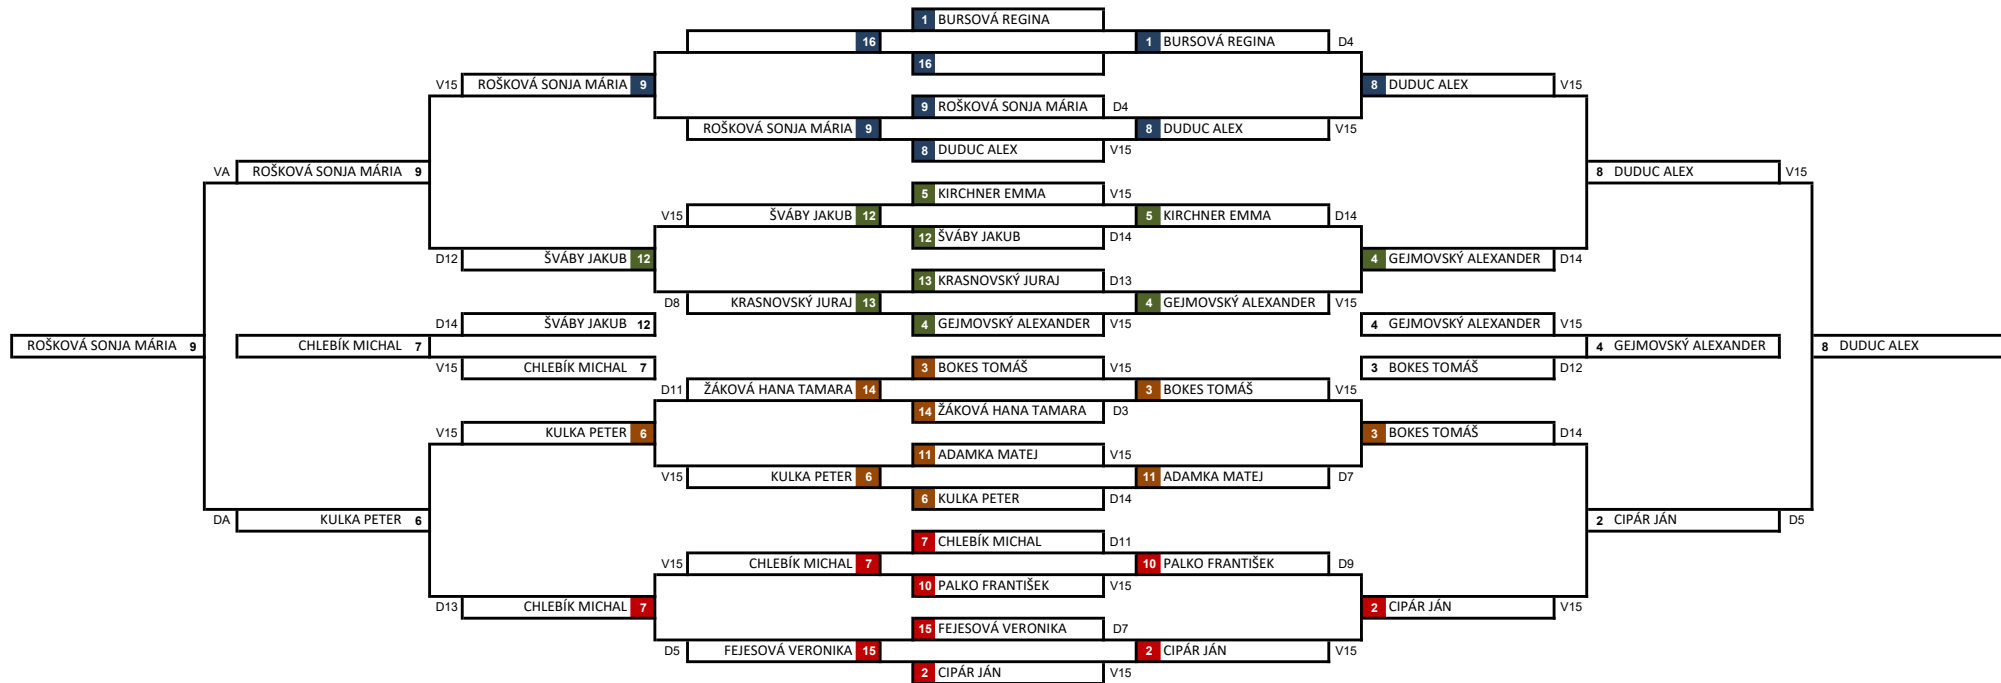 1 BURSOVÁ REGINA
16 1 BURSOVÁ REGINA D4
16
V15 ROŠKOVÁ SONJA MÁRIA 9 8 DUDUC ALEX V15
9 ROŠKOVÁ SONJA MÁRIA D4
ROŠKOVÁ SONJA MÁRIA 9 8 DUDUC ALEX V15
8 DUDUC ALEX V15
VA ROŠKOVÁ SONJA MÁRIA 9 8 DUDUC ALEX V15
5 KIRCHNER EMMA V15
V15 ŠVÁBY JAKUB 12 5 KIRCHNER EMMA D14
12 ŠVÁBY JAKUB D14
D12 ŠVÁBY JAKUB 12 4 GEJMOVSKÝ ALEXANDER D14
13 KRASNOVSKÝ JURAJ D13
D8 KRASNOVSKÝ JURAJ 13 4 GEJMOVSKÝ ALEXANDER V15
D14 ŠVÁBY JAKUB 12 4 GEJMOVSKÝ ALEXANDER V15 4 GEJMOVSKÝ ALEXANDER V15
ROŠKOVÁ SONJA MÁRIA 9 CHLEBÍK MICHAL 7 4 GEJMOVSKÝ ALEXANDER 8 DUDUC ALEX
V15 CHLEBÍK MICHAL 7 3 BOKES TOMÁŠ V15 3 BOKES TOMÁŠ D12
D11 ŽÁKOVÁ HANA TAMARA 14 3 BOKES TOMÁŠ V15
14 ŽÁKOVÁ HANA TAMARA D3
V15 KULKA PETER 6 3 BOKES TOMÁŠ D14
11 ADAMKA MATEJ V15
V15 KULKA PETER 6 11 ADAMKA MATEJ D7
6 KULKA PETER D14
DA KULKA PETER 6 2 CIPÁR JÁN D5
7 CHLEBÍK MICHAL D11
V15 CHLEBÍK MICHAL 7 10 PALKO FRANTIŠEK D9
10 PALKO FRANTIŠEK V15
D13 CHLEBÍK MICHAL 7 2 CIPÁR JÁN V15
15 FEJESOVÁ VERONIKA D7
D5 FEJESOVÁ VERONIKA 15 2 CIPÁR JÁN V15
2 CIPÁR JÁN V15